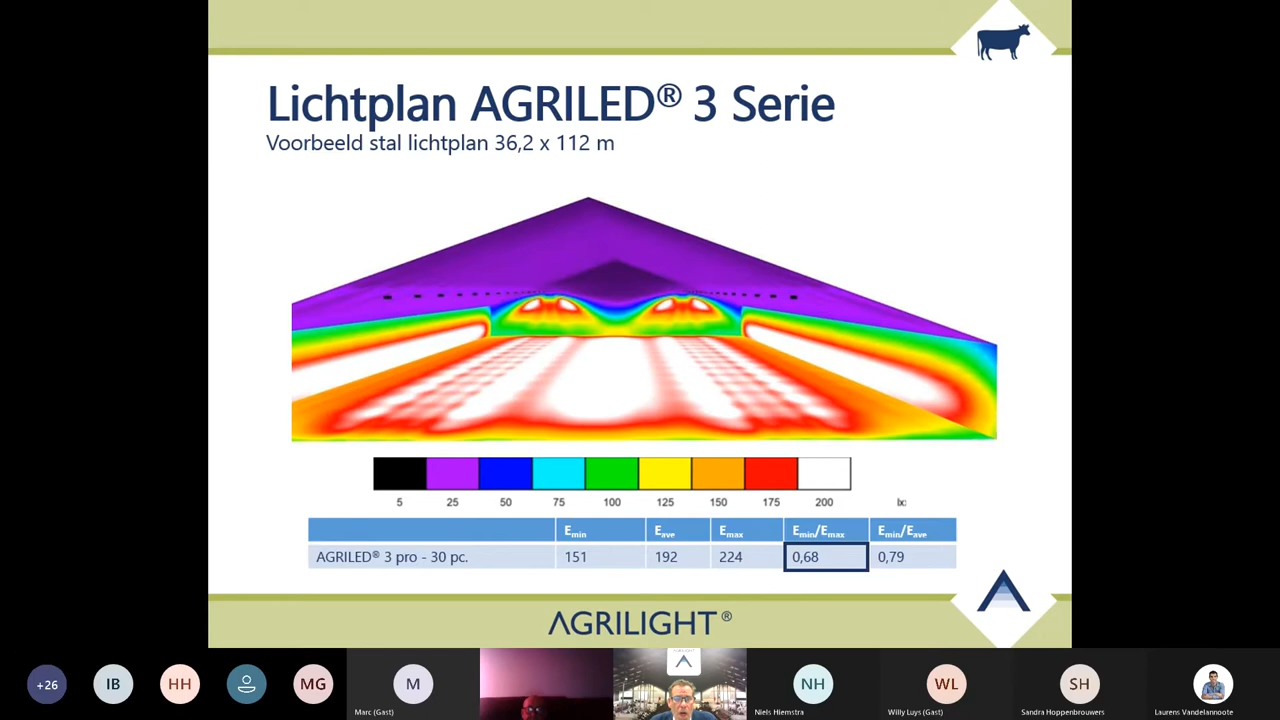 Lichtplan AGRILED® 3 Serie
Voorbeeld stal lichtplan 36,2 x 112 m
5 25 50 75 100 125 150 175 200 lx
Emin Eave Emax Emin/Emax Emin/Eave
AGRILED® 3 pro - 30 pc. 151 192 224 0,68 0,79
AGRILIGHT®
+26 IB HH MG M NH WL SH
Marc (Gast) Niels Hiemstra Willy Luys (Gast) Sandra Hoppenbrouwers Laurens Vandelannoote